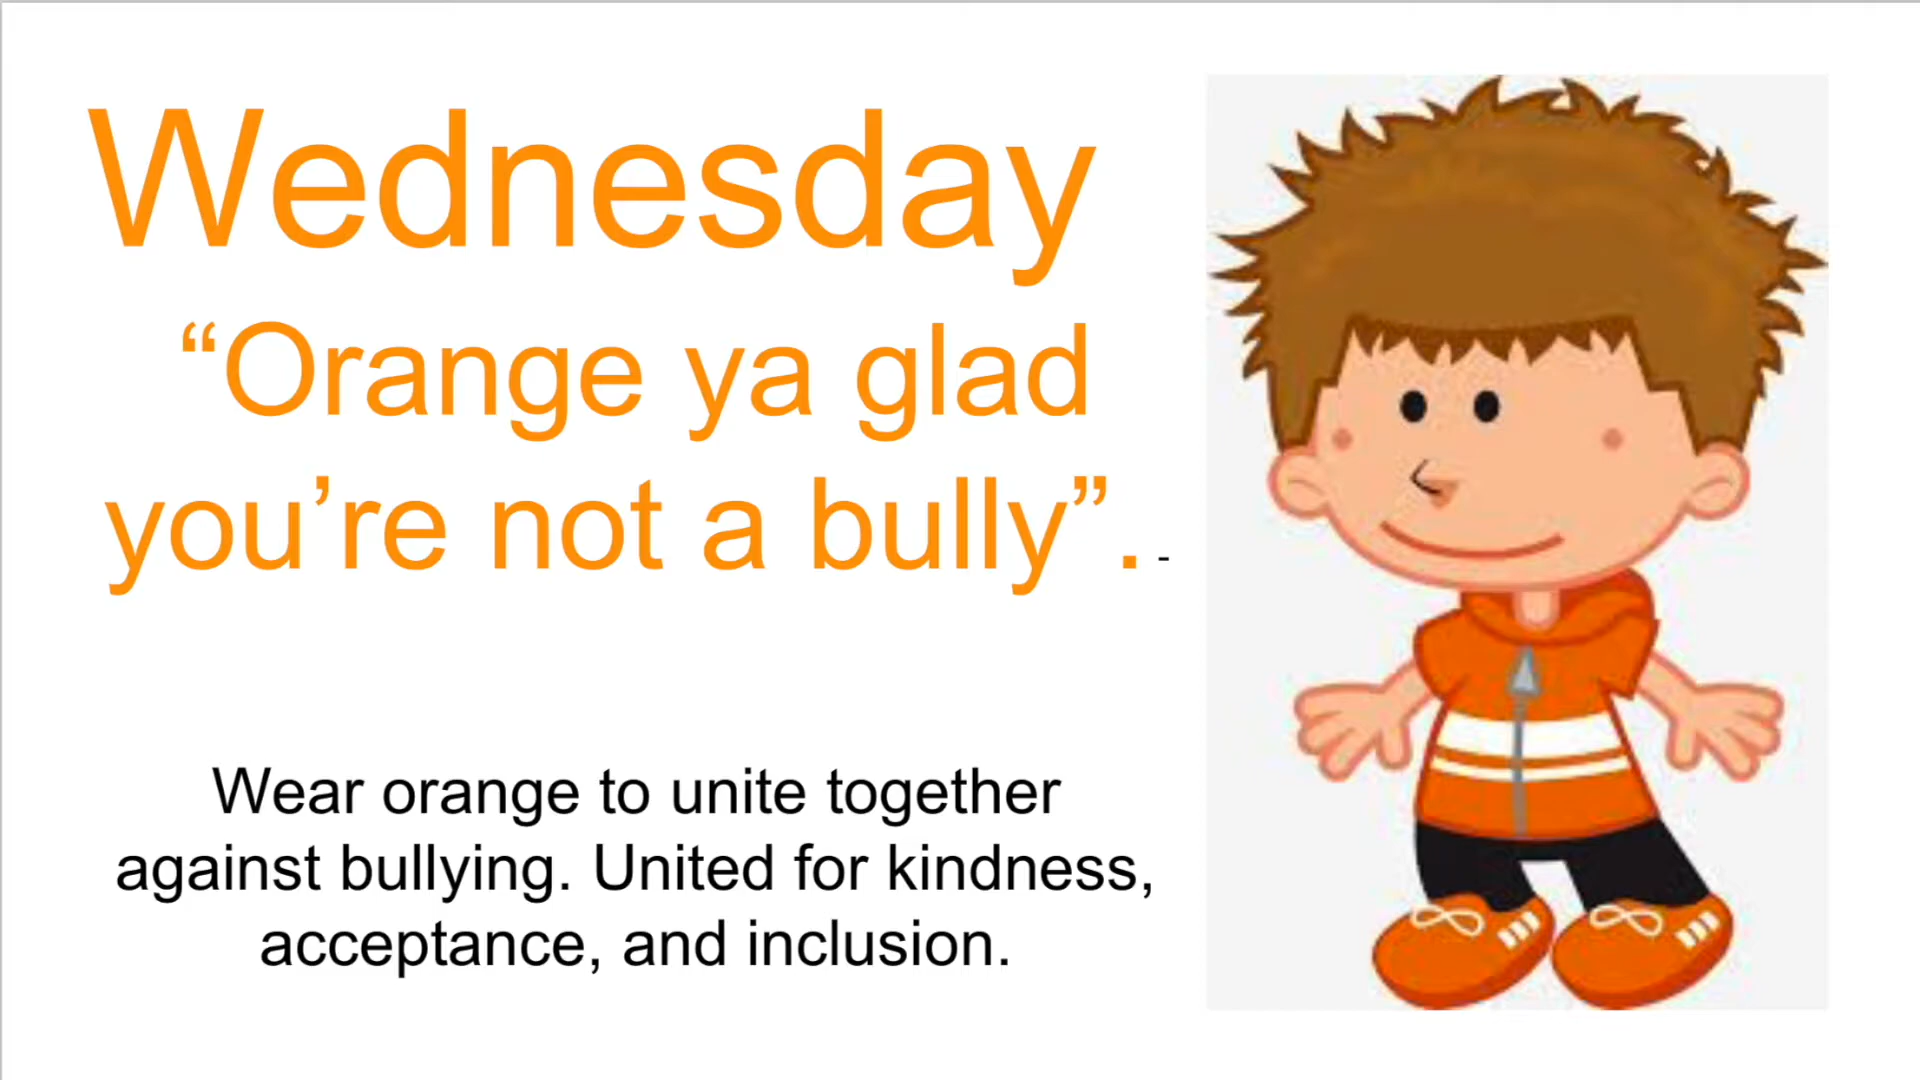 Wednesday
“Orange ya glad
you’re not a bully”. -
Wear orange to unite together
against bullying. United for kindness,
acceptance, and inclusion.